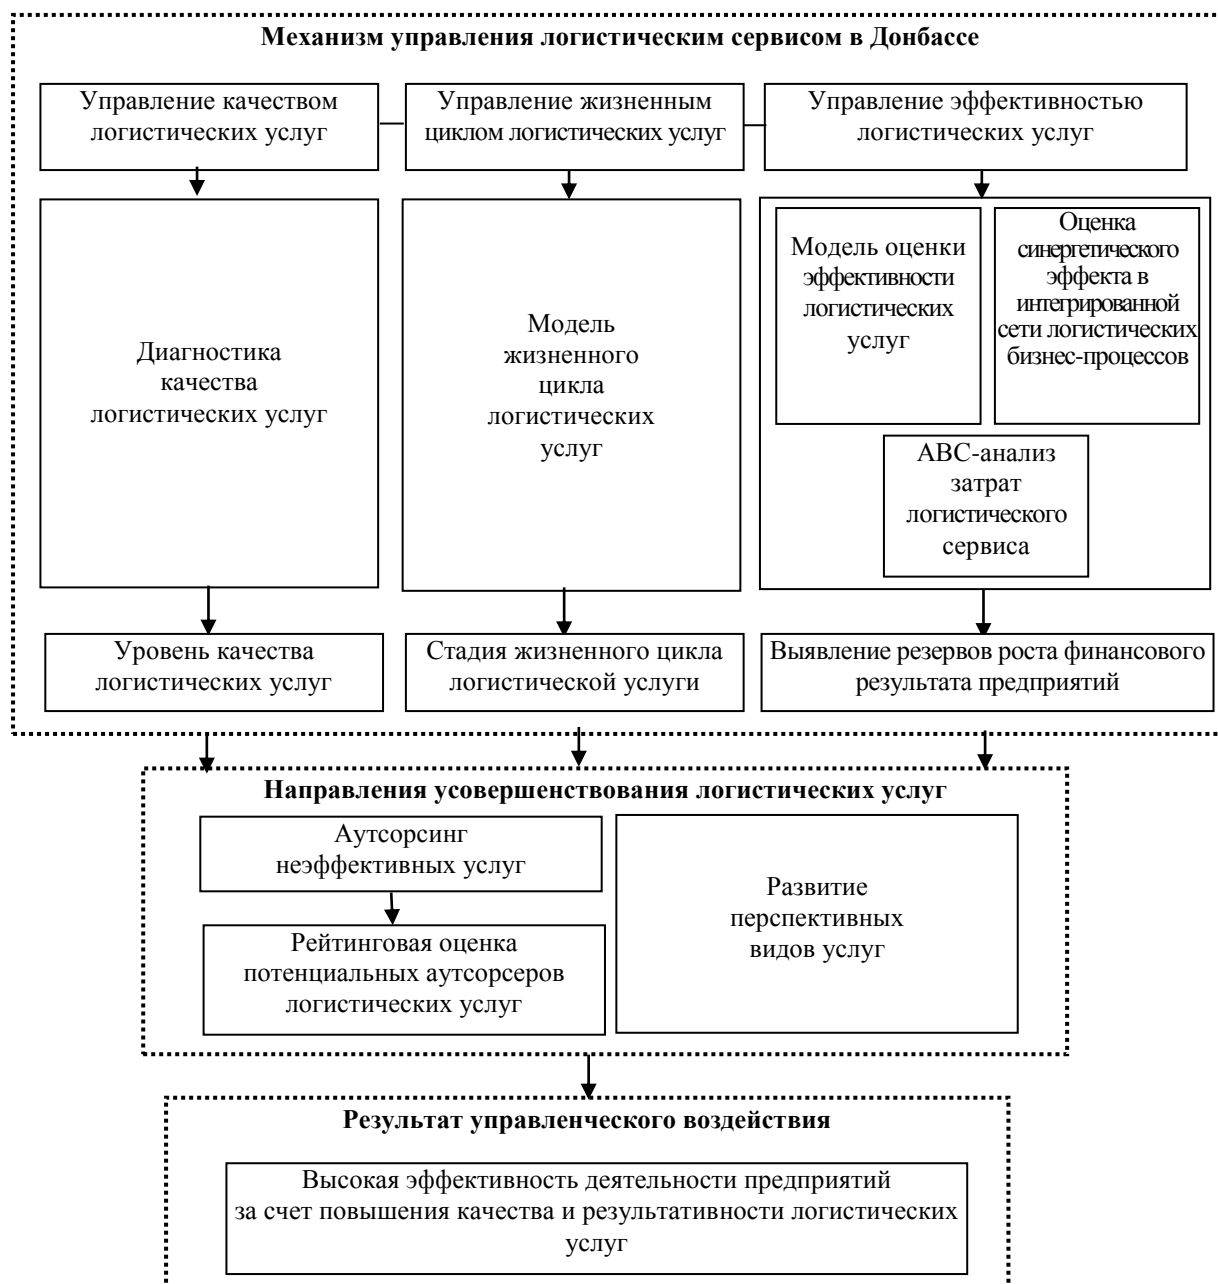 Механизм управления логистическим сервисом в Донбассе
Управление качеством
логистических услуг
Управление жизненным
циклом логистических услуг
Управление эффективностью
логистических услуг
Диагностика
качества
логистических услуг
Модель
жизненного
цикла
логистических
услуг
Модель оценки
эффективности
логистических
услуг
Оценка
синергетического
эффекта в
интегрированной
сети логистических
бизнес-процессов
АВС-анализ
затрат
логистического
сервиса
Уровень качества
логистических услуг
Стадия жизненного цикла
логистической услуги
Выявление резервов роста финансового
результата предприятий
Направления усовершенствования логистических услуг
Аутсорсинг
неэффективных услуг
Рейтинговая оценка
потенциальных аутсорсеров
логистических услуг
Развитие
перспективных
видов услуг
Результат управленческого воздействия
Высокая эффективность деятельности предприятий
за счет повышения качества и результативности логистических
услуг